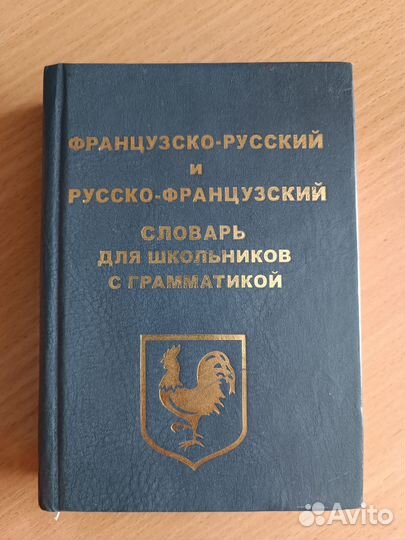 ФРАНЦУЗСКО-РУССКИЙ
и
РУССКО-ФРАНЦУЗСКИЙ
СЛОВАРЬ
ДЛЯ ШКОЛЬНИКОВ
С ГРАММАТИКОЙ
Avito